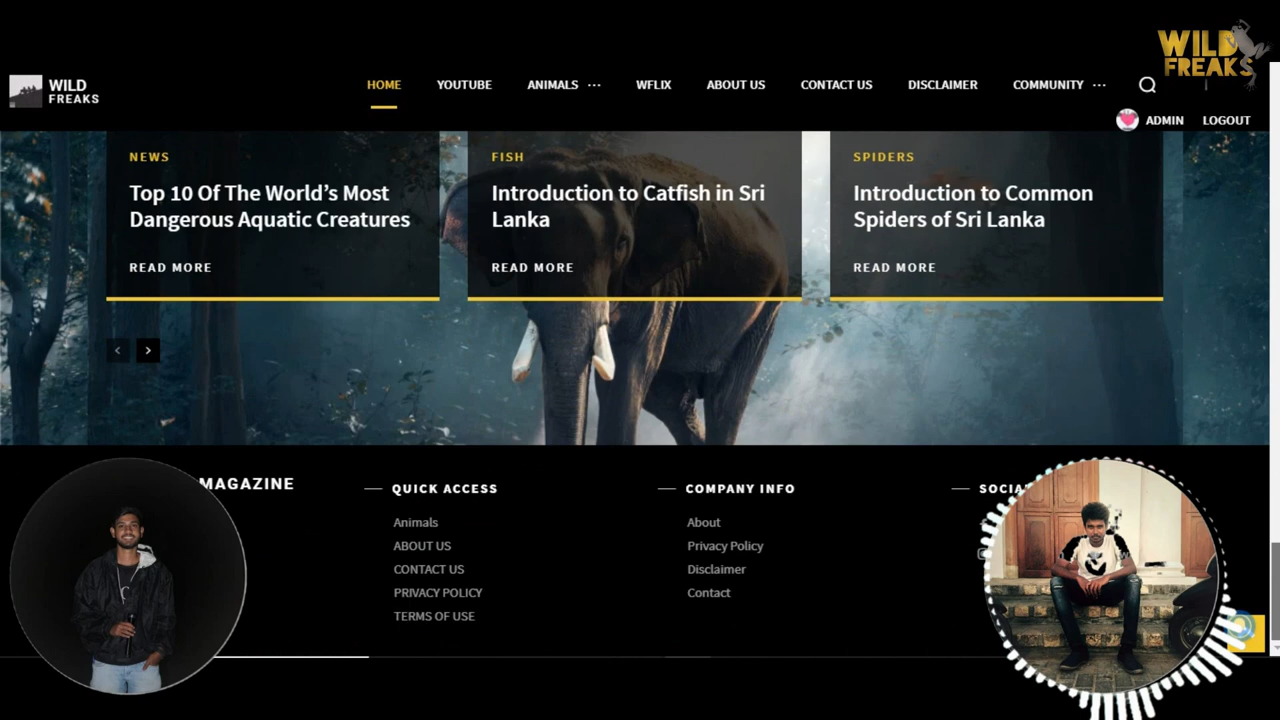 WILD
FREAKS
WILD
FREAKS
HOME
YOUTUBE
ANIMALS ···
WFLIX
ABOUT US
CONTACT US
DISCLAIMER
COMMUNITY ···
ADMIN
LOGOUT
NEWS
Top 10 Of The World’s Most
Dangerous Aquatic Creatures
READ MORE
FISH
Introduction to Catfish in Sri
Lanka
READ MORE
SPIDERS
Introduction to Common
Spiders of Sri Lanka
READ MORE
MAGAZINE
QUICK ACCESS
Animals
ABOUT US
CONTACT US
PRIVACY POLICY
TERMS OF USE
COMPANY INFO
About
Privacy Policy
Disclaimer
Contact